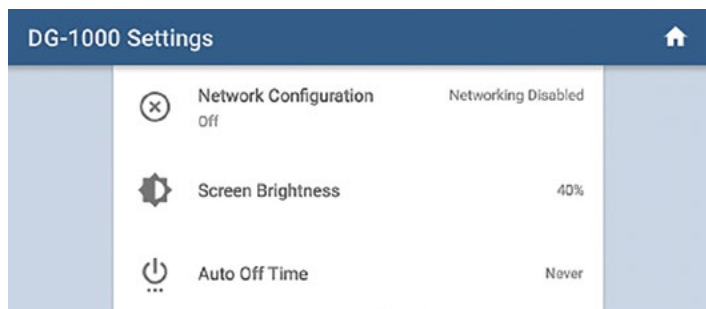 DG-1000 Settings
Network Configuration Networking Disabled
Off
Screen Brightness 40%
Auto Off Time Never